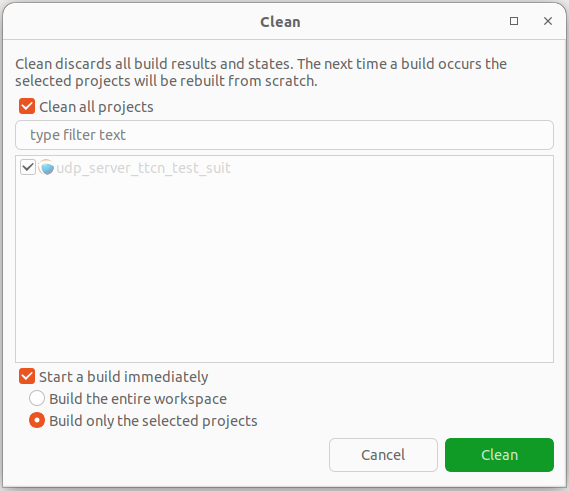 Clean
Clean discards all build results and states. The next time a build occurs the
selected projects will be rebuilt from scratch.
Clean all projects
type filter text
udp_server_ttcn_test_suit
Start a build immediately
Build the entire workspace
Build only the selected projects
Cancel
Clean